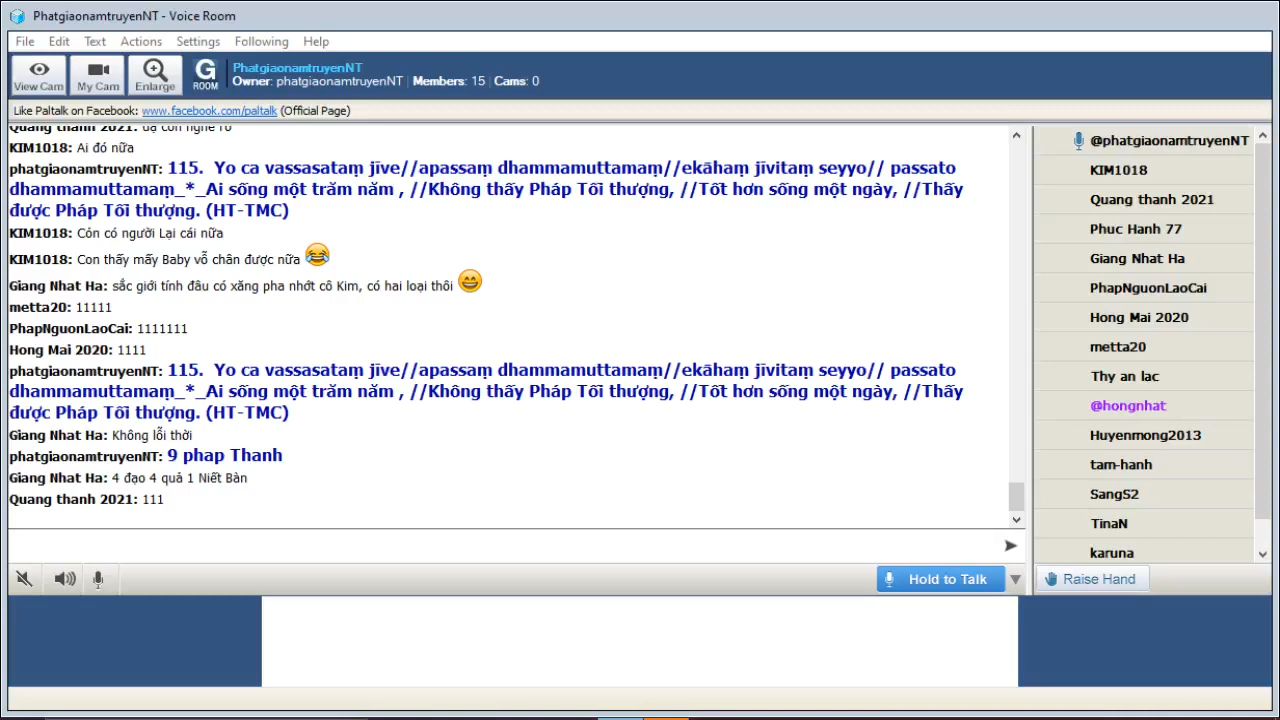 PhatgiaonamtruyenNT - Voice Room
File Edit Text Actions Settings Following Help
View Cam My Cam Enlarge G ROOM
PhatgiaonamtruyenNT
Owner: phatgiaonamtruyenNT | Members: 15 | Cams: 0
Like Paltalk on Facebook: www.facebook.com/paltalk (Official Page)
Quang thanh 2021: dạ con nghe rõ
KIM1018: Ai đó nữa
phatgiaonamtruyenNT: 115. Yo ca vassasataṃ jīve//apassaṃ dhammamuttamaṃ//ekāhaṃ jīvitaṃ seyyo// passato
dhammamuttamaṃ_*_Ai sống một trăm năm , //Không thấy Pháp Tối thượng, //Tốt hơn sống một ngày, //Thấy
được Pháp Tối thượng. (HT-TMC)
KIM1018: Cón có người Lại cái nữa
KIM1018: Con thấy mấy Baby vỗ chân được nữa
Giang Nhat Ha: sắc giới tính đâu có xăng pha nhớt cô Kim, có hai loại thôi
metta20: 11111
PhapNguonLaoCai: 1111111
Hong Mai 2020: 1111
phatgiaonamtruyenNT: 115. Yo ca vassasataṃ jīve//apassaṃ dhammamuttamaṃ//ekāhaṃ jīvitaṃ seyyo// passato
dhammamuttamaṃ_*_Ai sống một trăm năm , //Không thấy Pháp Tối thượng, //Tốt hơn sống một ngày, //Thấy
được Pháp Tối thượng. (HT-TMC)
Giang Nhat Ha: Không lỗi thời
phatgiaonamtruyenNT: 9 phap Thanh
Giang Nhat Ha: 4 đạo 4 quả 1 Niết Bàn
Quang thanh 2021: 111
Hold to Talk
@phatgiaonamtruyenNT
KIM1018
Quang thanh 2021
Phuc Hanh 77
Giang Nhat Ha
PhapNguonLaoCai
Hong Mai 2020
metta20
Thy an lac
@hongnhat
Huyenmong2013
tam-hanh
SangS2
TinaN
karuna
Raise Hand